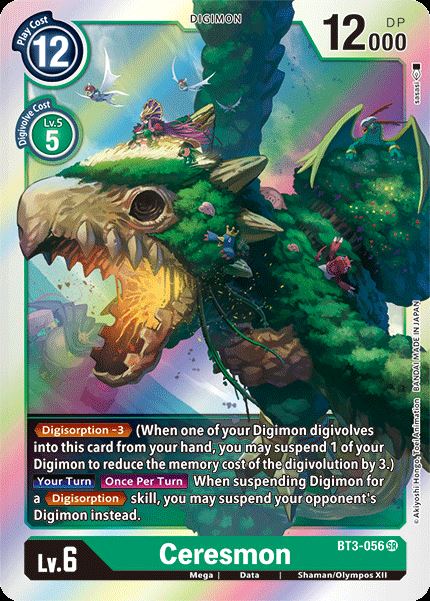 DIGIMON
Play Cost
12
12000 DP
Digivolve Cost
Lv.5
5
sasasi
Digisorption -3 (When one of your Digimon digivolves
into this card from your hand, you may suspend 1 of your
Digimon to reduce the memory cost of the digivolution by 3.)
Your Turn Once Per Turn When suspending Digimon for
a Digisorption skill, you may suspend your opponent's
Digimon instead.
© Akiyoshi Hongo, Toei Animation BANDAI MADE IN JAPAN
Lv.6
Ceresmon
BT3-056 SR
Mega | Data | Shaman/Olympos XII